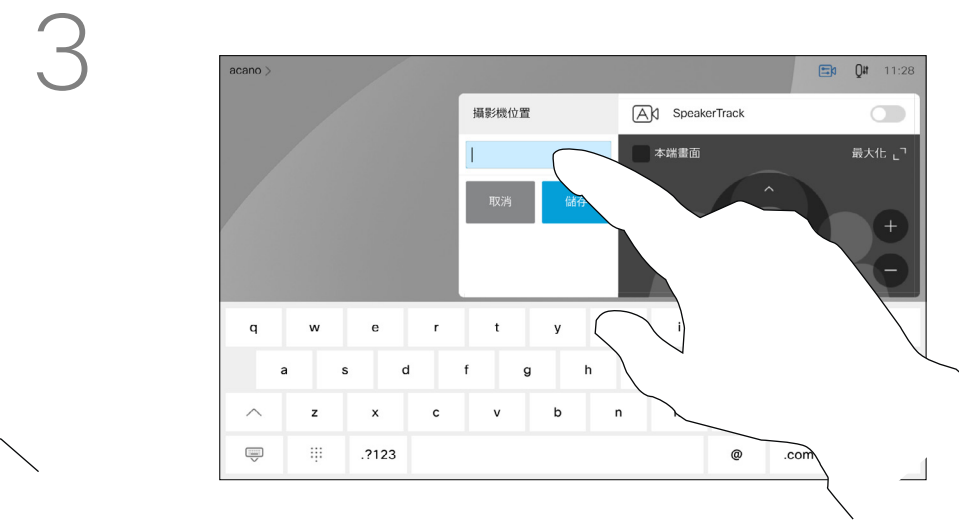 3
acano >
11:28
攝影機位置
SpeakerTrack
本端畫面
最大化
取消
儲存
q w e r t y i
a s d f g h
z x c v b n
.?123 @ .com